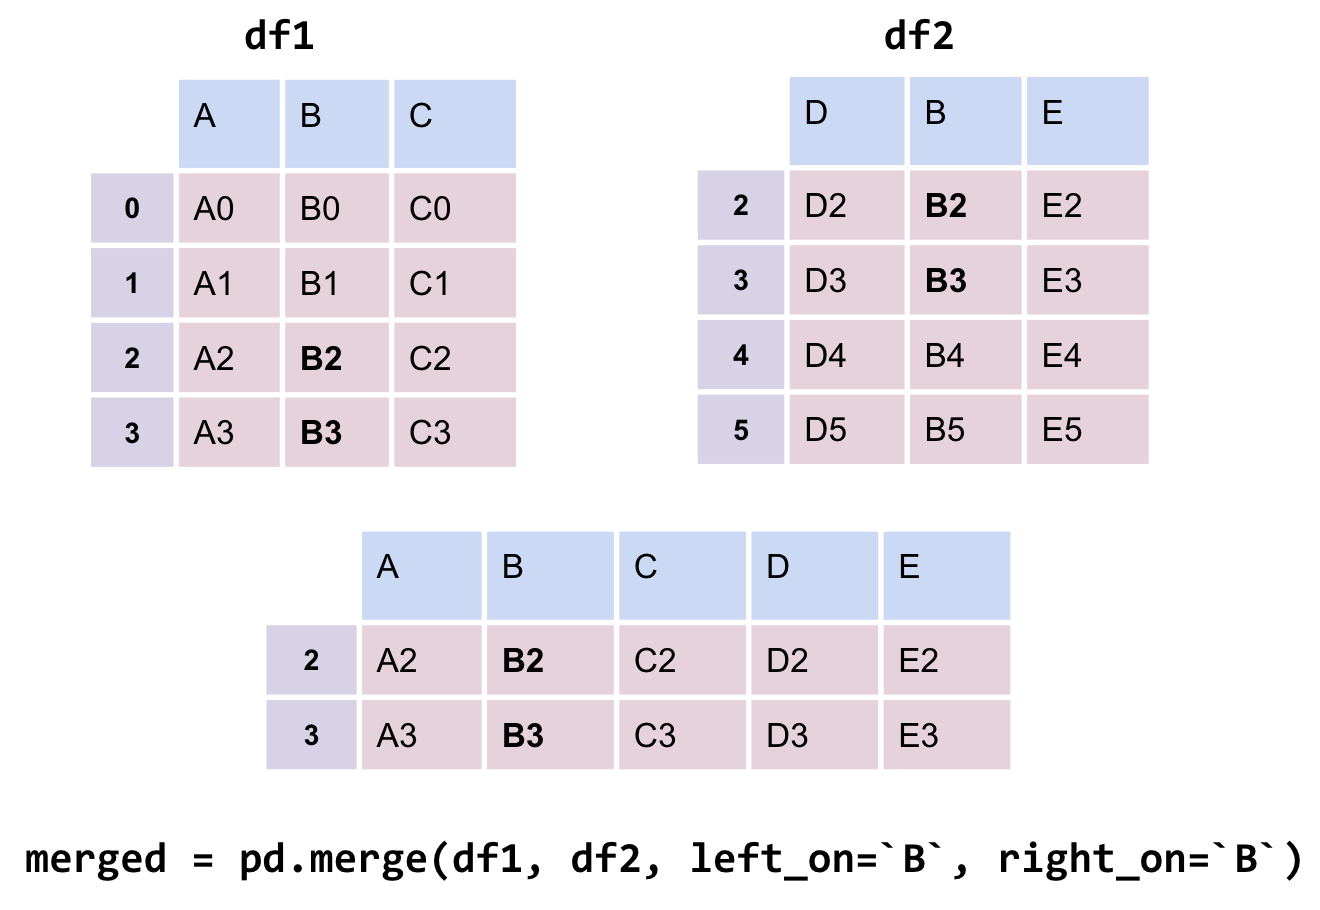 df1 df2
A B C
D B E
0 A0 B0 C0
1 A1 B1 C1
2 A2 B2 C2
3 A3 B3 C3
2 D2 B2 E2
3 D3 B3 E3
4 D4 B4 E4
5 D5 B5 E5
A B C D E
2 A2 B2 C2 D2 E2
3 A3 B3 C3 D3 E3
merged = pd.merge(df1, df2, left_on=`B`, right_on=`B`)